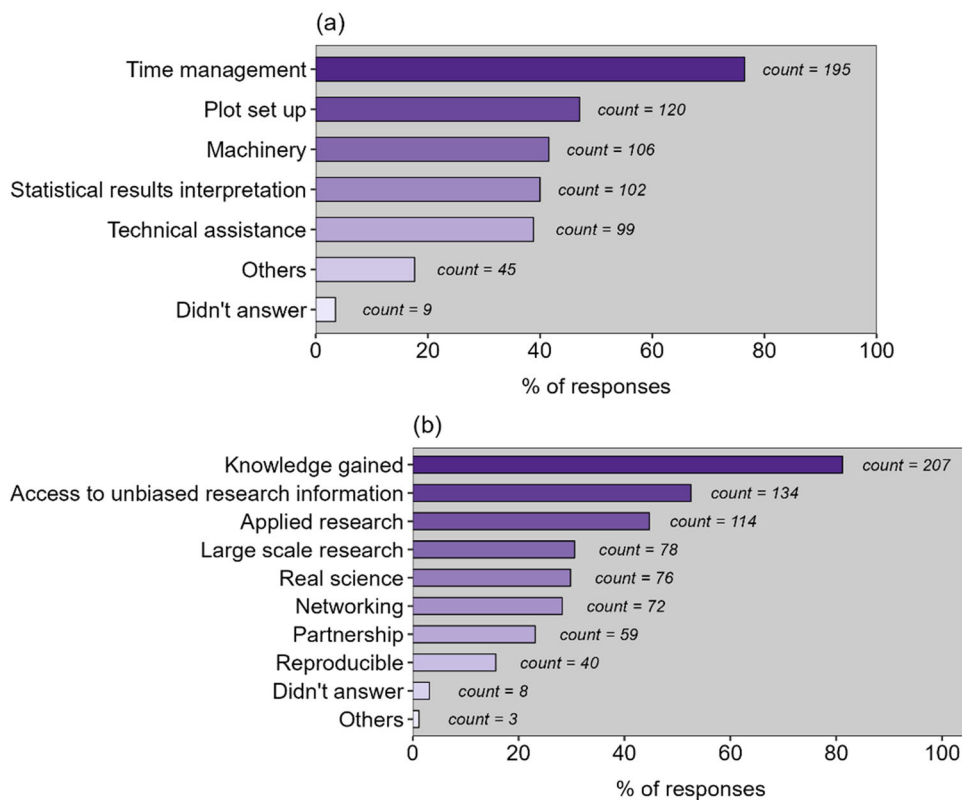 (a)
Time management
count = 195
Plot set up
count = 120
Machinery
count = 106
Statistical results interpretation
count = 102
Technical assistance
count = 99
Others
count = 45
Didn't answer
count = 9
0 20 40 60 80 100
% of responses
(b)
Knowledge gained
count = 207
Access to unbiased research information
count = 134
Applied research
count = 114
Large scale research
count = 78
Real science
count = 76
Networking
count = 72
Partnership
count = 59
Reproducible
count = 40
Didn't answer
count = 8
Others
count = 3
0 20 40 60 80 100
% of responses